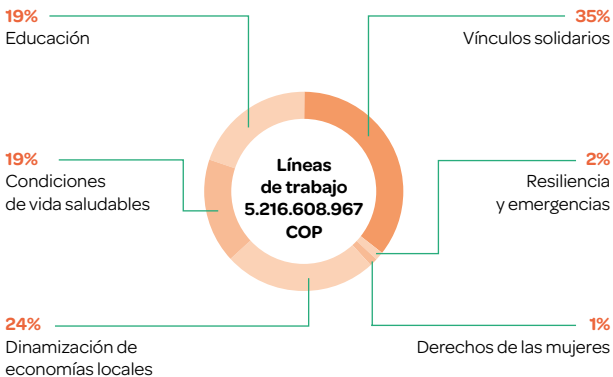 19%
Educación
35%
Vínculos solidarios
19%
Condiciones
de vida saludables
Líneas
de trabajo
5.216.608.967
COP
2%
Resiliencia
y emergencias
24%
Dinamización de
economías locales
1%
Derechos de las mujeres